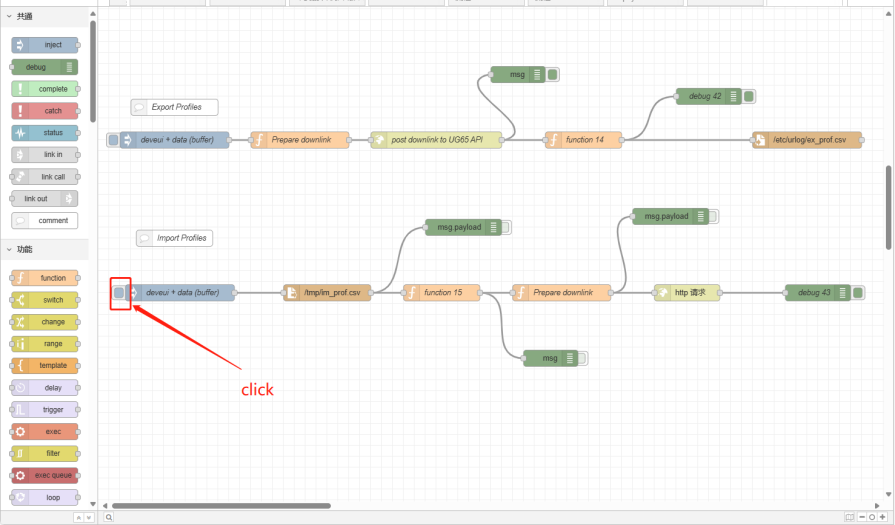 共通
inject
debug
complete
catch
status
link in
link call
link out
comment
功能
function
switch
change
range
template
delay
trigger
exec
filter
exec queue
loop
msg
debug 42
Export Profiles
deveui + data (buffer)
Prepare downlink
post downlink to UG65 API
function 14
/etc/urlog/ex_prof.csv
msg.payload
msg.payload
Import Profiles
deveui + data (buffer)
/tmp/im_prof.csv
function 15
Prepare downlink
http 请求
debug 43
msg
click